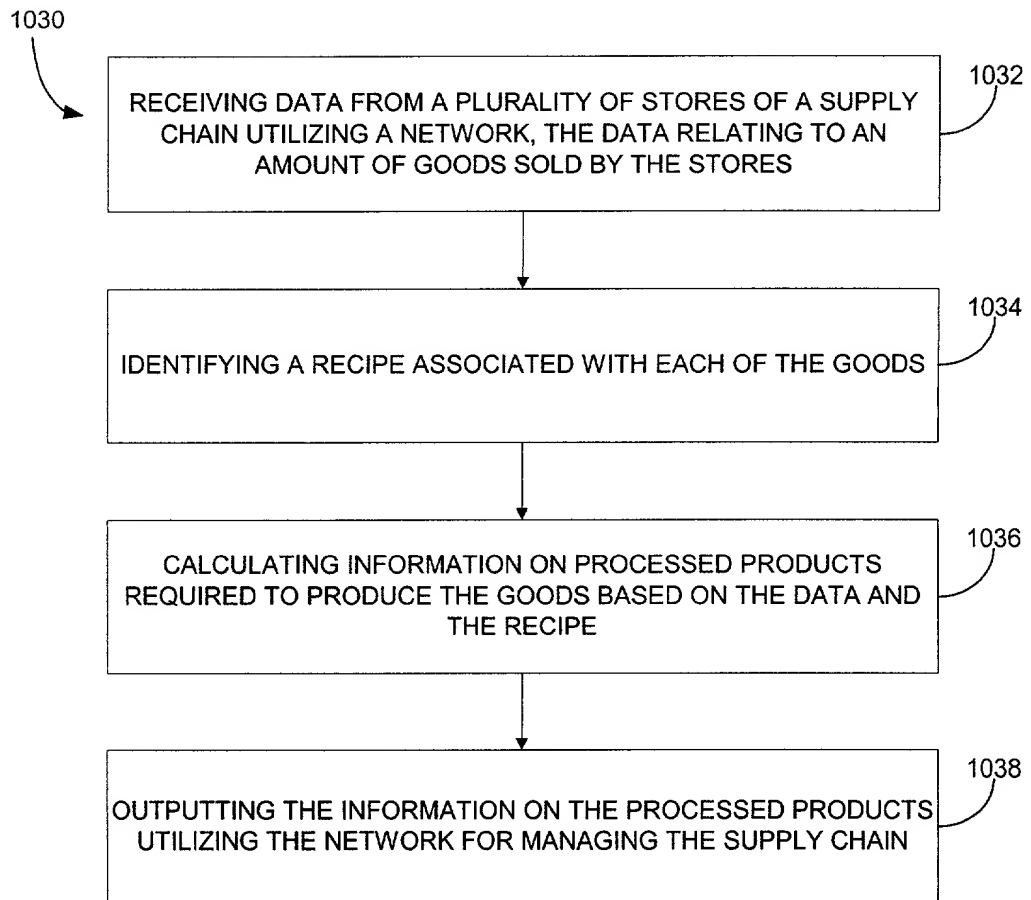 1030
1032
RECEIVING DATA FROM A PLURALITY OF STORES OF A SUPPLY
CHAIN UTILIZING A NETWORK, THE DATA RELATING TO AN
AMOUNT OF GOODS SOLD BY THE STORES
1034
IDENTIFYING A RECIPE ASSOCIATED WITH EACH OF THE GOODS
1036
CALCULATING INFORMATION ON PROCESSED PRODUCTS
REQUIRED TO PRODUCE THE GOODS BASED ON THE DATA AND
THE RECIPE
1038
OUTPUTTING THE INFORMATION ON THE PROCESSED PRODUCTS
UTILIZING THE NETWORK FOR MANAGING THE SUPPLY CHAIN